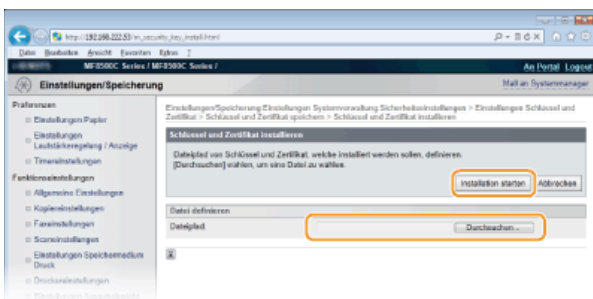 http://192.168.222.53/m_security_key_install.html
Datei Bearbeiten Ansicht Favoriten Extras ?
MF8500C Series / MF8500C Series /
An Portal Logout
Einstellungen/Speicherung
Mail an Systemmanager
Präferenzen
Einstellungen Papier
Einstellungen
Lautstärkeregelung / Anzeige
Timereinstellungen
Funktionseinstellungen
Allgemeine Einstellungen
Kopiereinstellungen
Faxeinstellungen
Scaneinstellungen
Einstellungen Speichermedium
Druck
Druckereinstellungen
Einstellungen/Speicherung:Einstellungen Systemverwaltung:Sicherheitseinstellungen > Einstellungen Schlüssel und
Zertifikat > Schlüssel und Zertifikat speichern > Schlüssel und Zertifikat installieren
Schlüssel und Zertifikat installieren
Dateipfad von Schlüssel und Zertifikat, welche installiert werden sollen, definieren.
[Durchsuchen] wählen, um eine Datei zu wählen.
Installation starten
Abbrechen
Datei definieren
Dateipfad:
Durchsuchen...